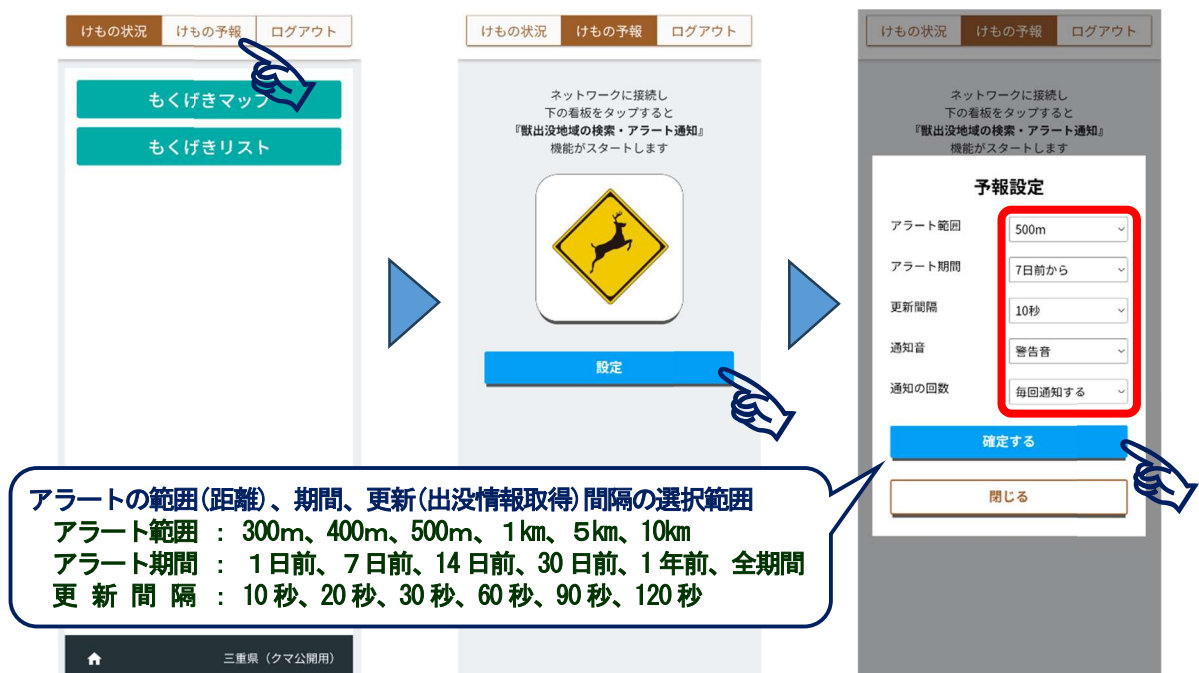 けもの状況 けもの予報 ログアウト
もくげきマップ
もくげきリスト
三重県（クマ公開用）
けもの状況 けもの予報 ログアウト
ネットワークに接続し
下の看板をタップすると
『獣出没地域の検索・アラート通知』
機能がスタートします
設定
けもの状況 けもの予報 ログアウト
ネットワークに接続し
下の看板をタップすると
『獣出没地域の検索・アラート通知』
機能がスタートします
予報設定
アラート範囲 500m
アラート期間 7日前から
更新間隔 10秒
通知音 警告音
通知の回数 毎回通知する
確定する
閉じる
アラートの範囲(距離)、期間、更新(出没情報取得)間隔の選択範囲
アラート範囲 ： 300ｍ、400ｍ、500ｍ、１㎞、５㎞、10㎞
アラート期間 ： １日前、７日前、14日前、30日前、1年前、全期間
更 新 間 隔 ： 10秒、20秒、30秒、60秒、90秒、120秒